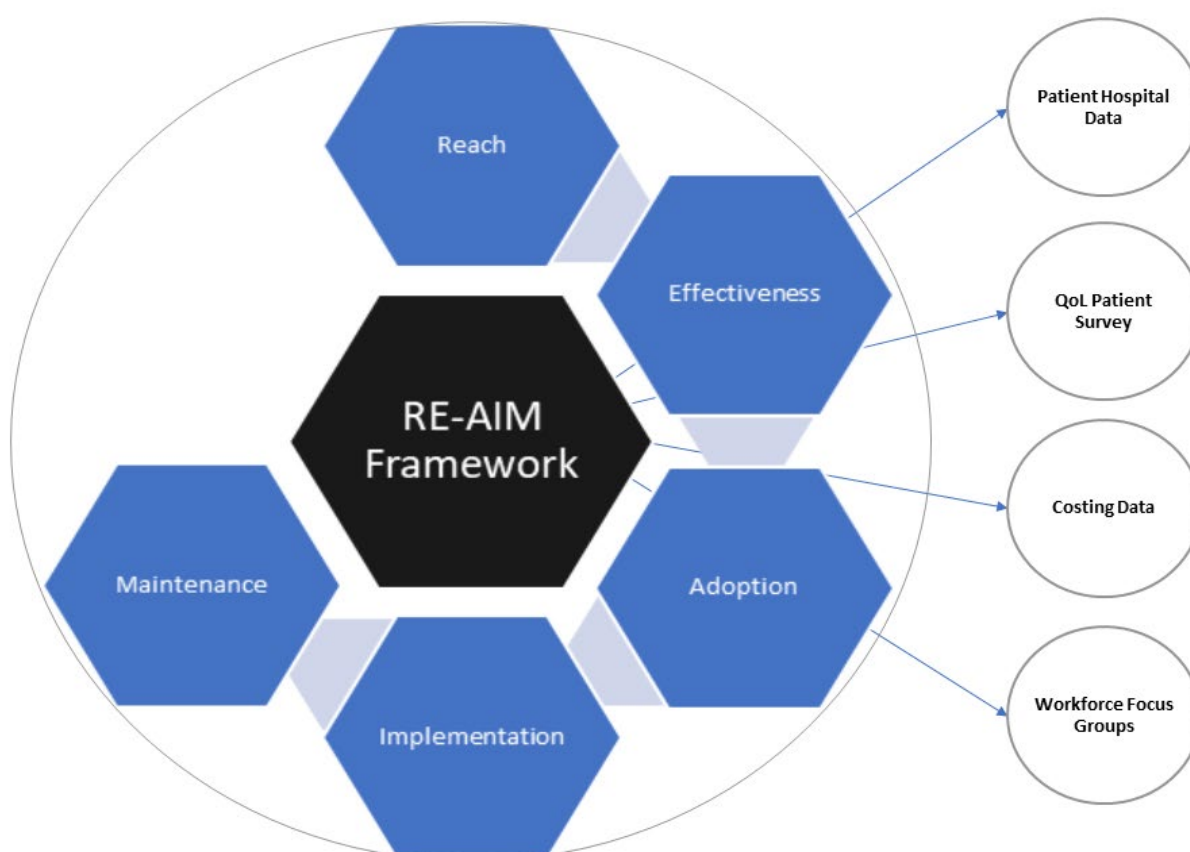 Reach
Effectiveness
RE-AIM
Framework
Maintenance
Adoption
Implementation
Patient Hospital
Data
QoL Patient
Survey
Costing Data
Workforce Focus
Groups